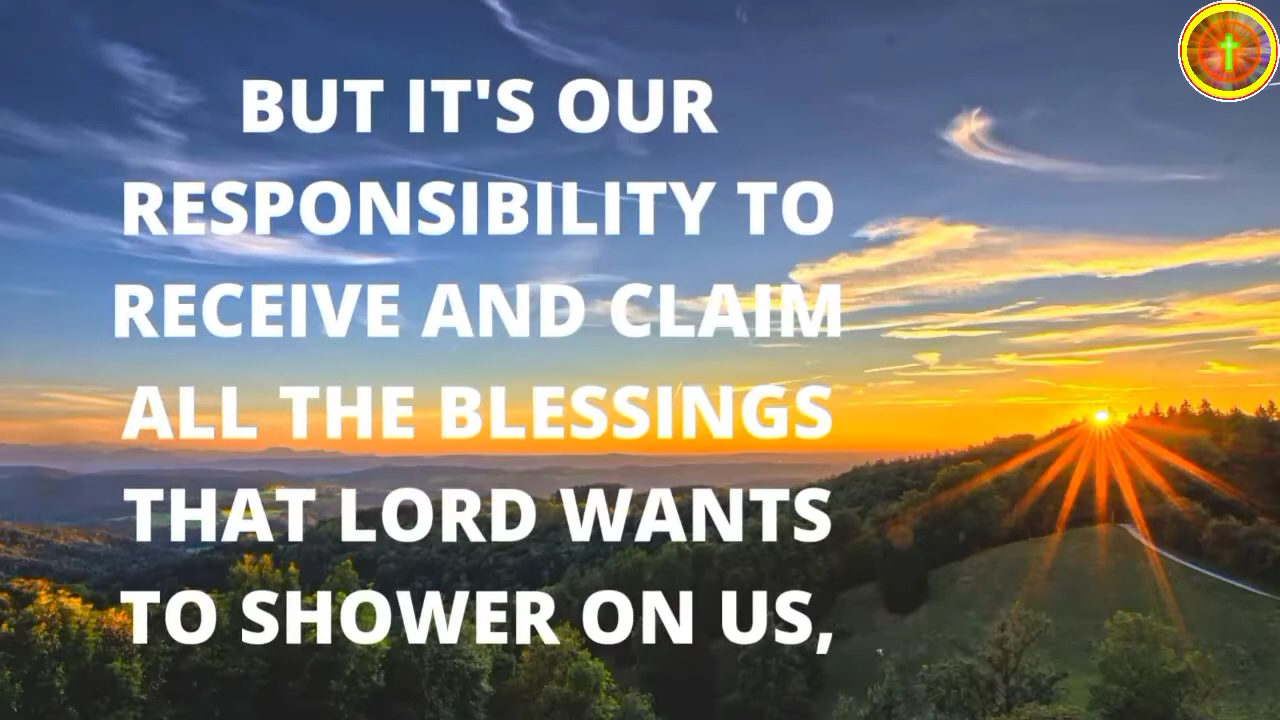 BUT IT'S OUR
RESPONSIBILITY TO
RECEIVE AND CLAIM
ALL THE BLESSINGS
THAT LORD WANTS
TO SHOWER ON US,